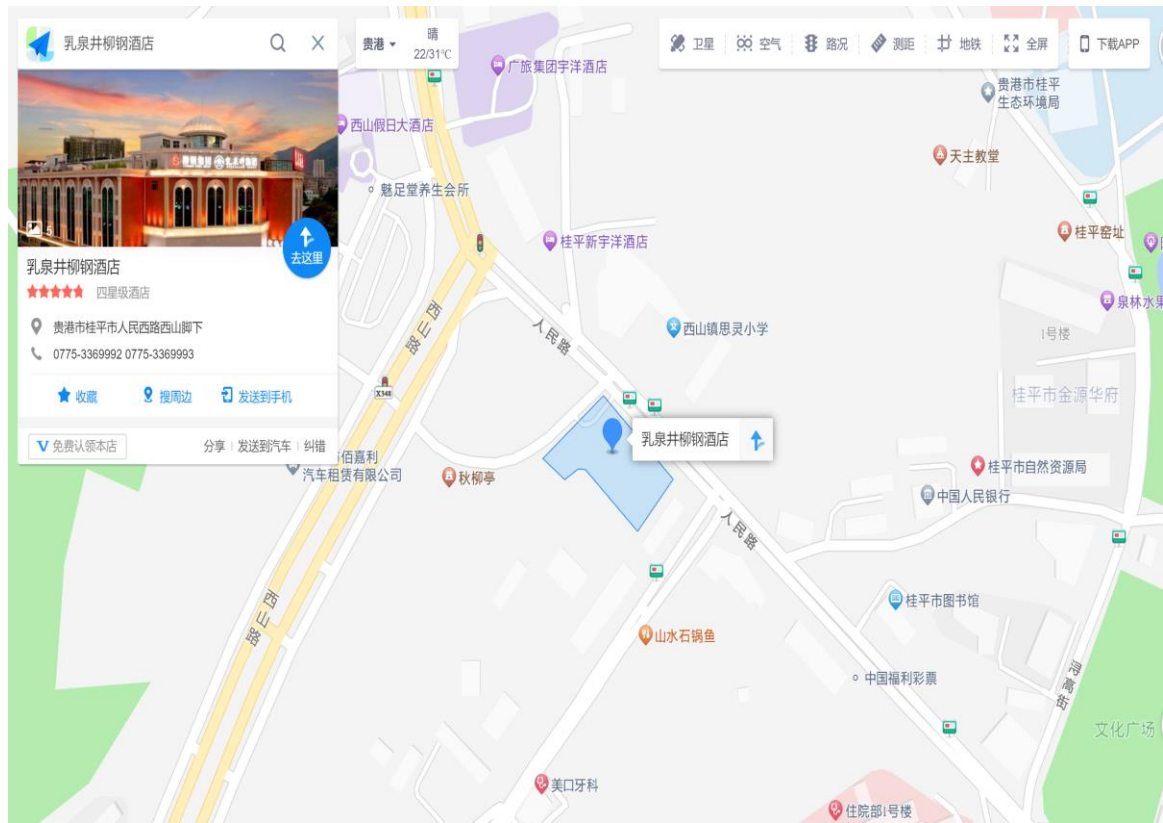 乳泉井柳钢酒店
贵港
晴
22/31℃
卫星
空气
路况
测距
地铁
全屏
下载APP
5
去这里
乳泉井柳钢酒店
四星级酒店
贵港市桂平市人民西路西山脚下
0775-3369992 0775-3369993
收藏
搜周边
发送到手机
V 免费认领本店
分享
发送到汽车
纠错
广旅集团宇洋酒店
西山假日大酒店
魅足堂养生会所
桂平新宇洋酒店
贵港市桂平
生态环境局
天主教堂
桂平窑址
泉林水果
西山路
人民路
西山镇思灵小学
1号楼
桂平市金源华府
X348
乳泉井柳钢酒店
佰嘉利
汽车租赁有限公司
秋柳亭
桂平市自然资源局
中国人民银行
人民路
西山路
桂平市图书馆
山水石锅鱼
中国福利彩票
浔高街
文化广场
美口牙科
住院部1号楼